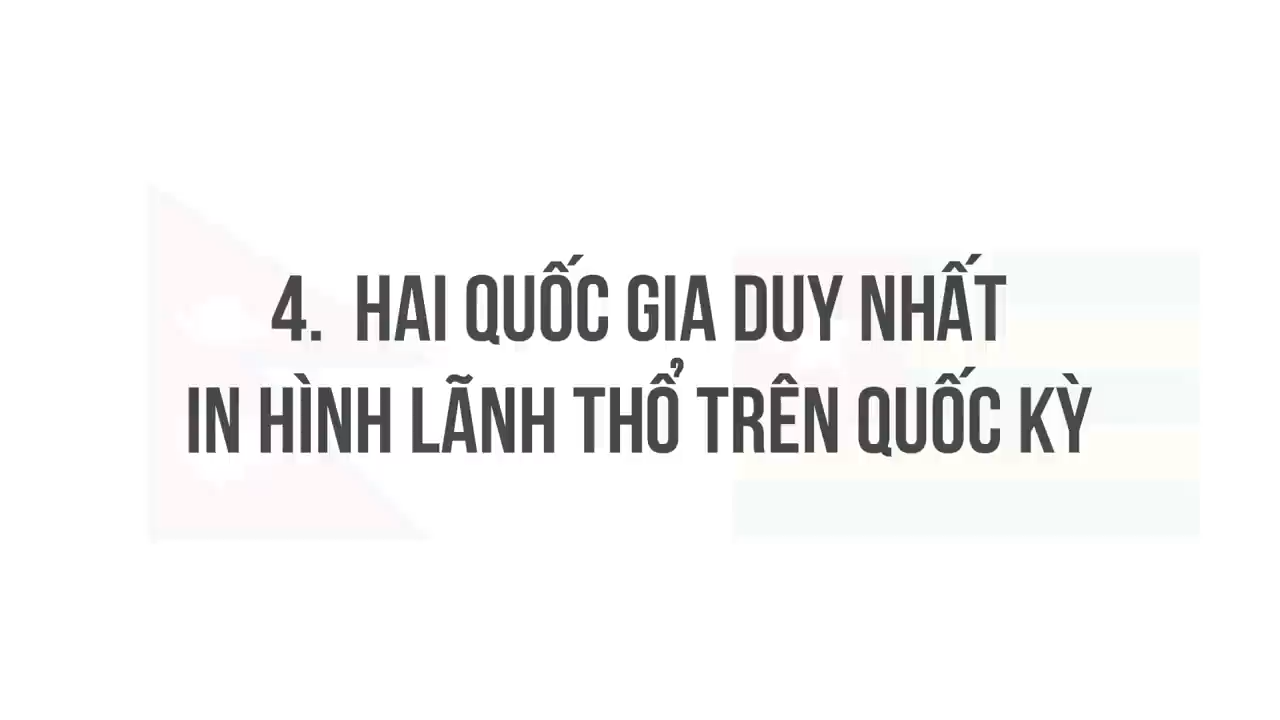 4. HAI QUỐC GIA DUY NHẤT
IN HÌNH LÃNH THỔ TRÊN QUỐC KỲ